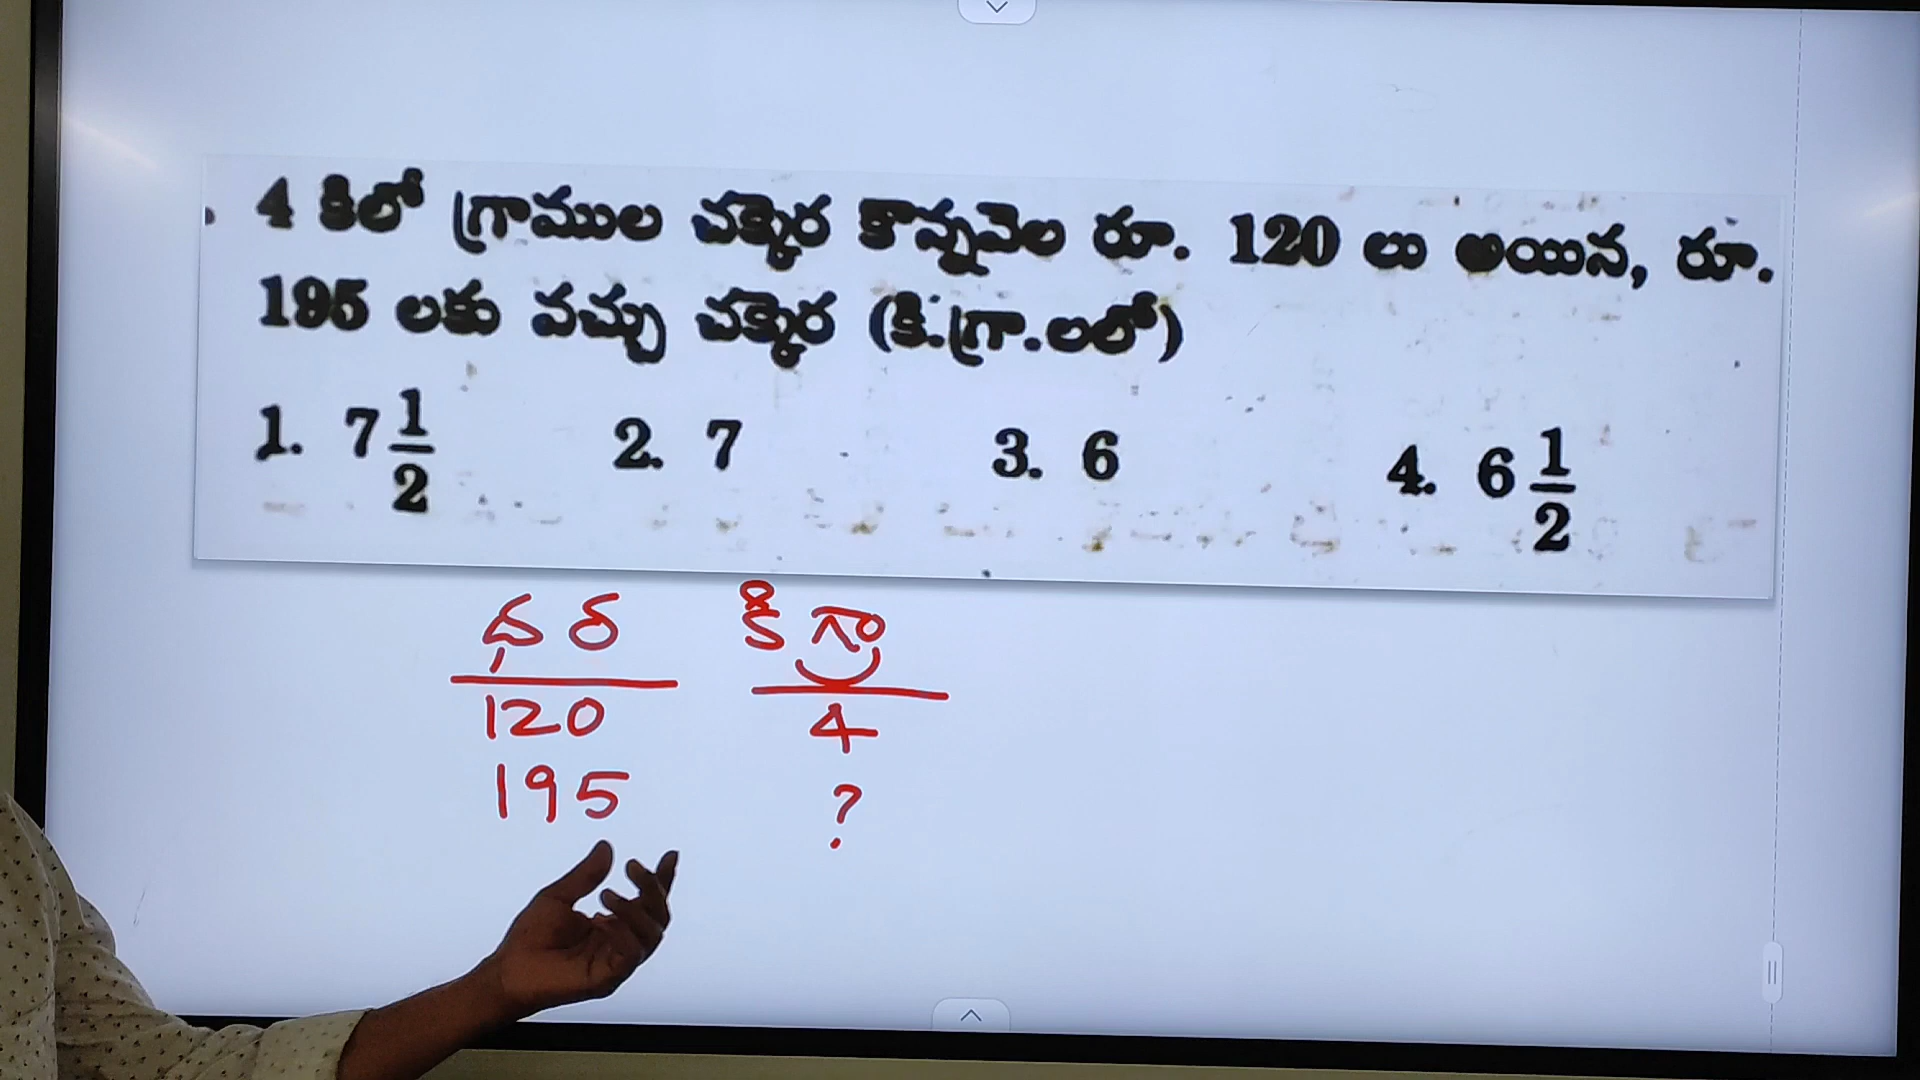 4 కిలో గ్రాముల చక్కెర కొన్నవెల రూ. 120 లు అయిన, రూ.
195 లకు వచ్చు చక్కెర (కి.గ్రా.లలో)
1. 7 1/2 2. 7 3. 6 4. 6 1/2
ధర కి గ్రా
120 4
195 ?